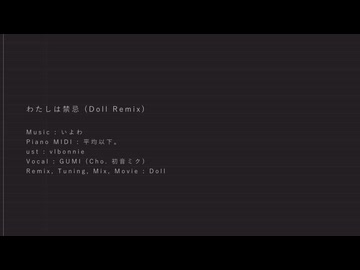 わたしは禁忌 (Doll Remix)
Music : いよわ
Piano MIDI : 平均以下。
ust : vlbonnie
Vocal : GUMI (Cho. 初音ミク)
Remix, Tuning, Mix, Movie : Doll